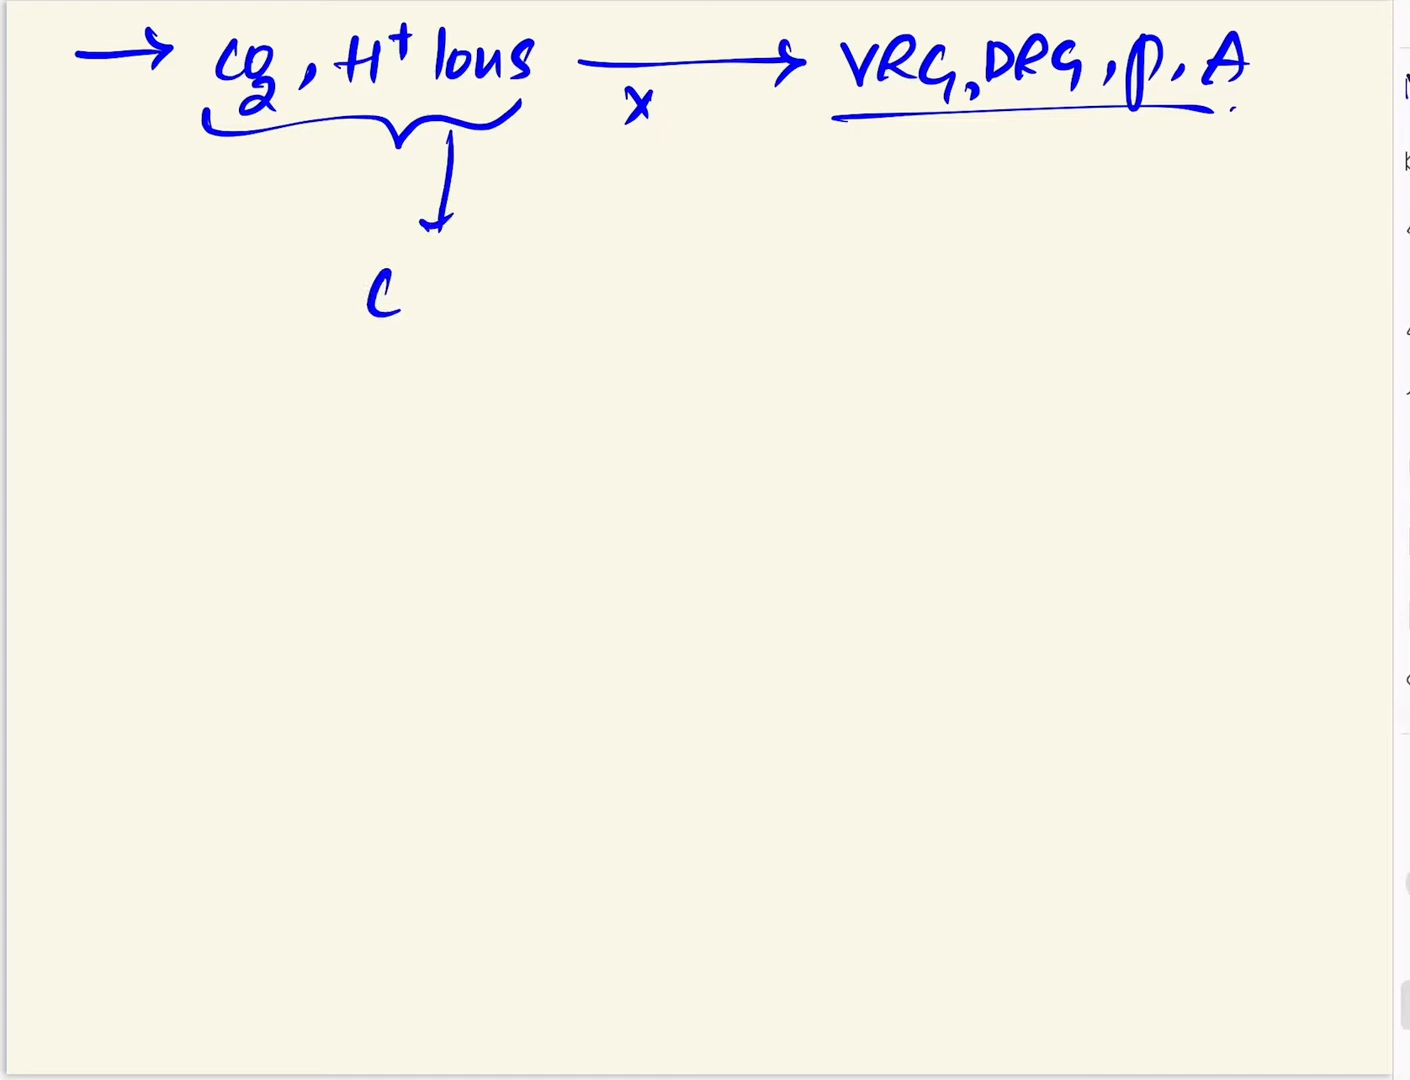 → CO2, H+ Ions → VRG, DRG, P, A.
x
C